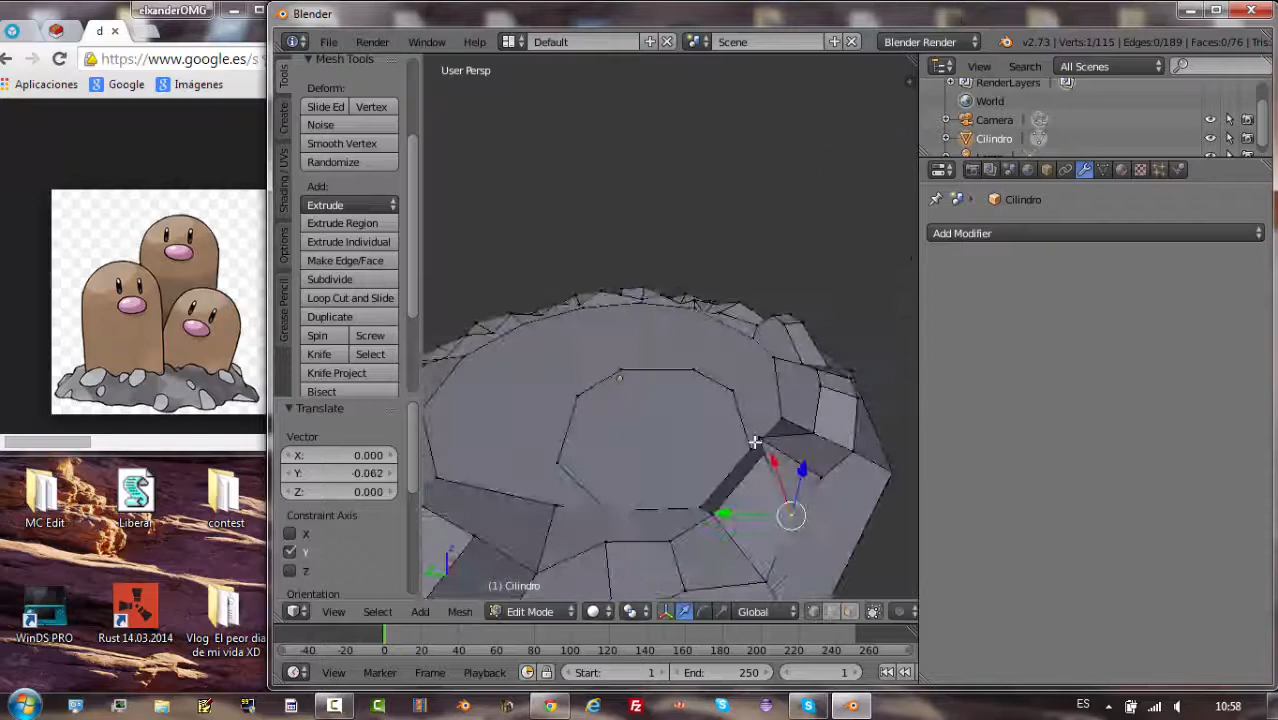 elxanderOMG
Blender
d
https://www.google.es/s
Aplicaciones
Google
Imágenes
File
Render
Window
Help
Default
Scene
Blender Render
v2.73 | Verts:1/115 | Edges:0/189 | Faces:0/76 | Tris:
View
Search
All Scenes
RenderLayers
World
Camera
Cilindro
Cilindro
Add Modifier
Tools
Create
Shading / UVs
Options
Grease Pencil
Mesh Tools
Deform:
Slide Ed
Vertex
Noise
Smooth Vertex
Randomize
Add:
Extrude
Extrude Region
Extrude Individual
Make Edge/Face
Subdivide
Loop Cut and Slide
Duplicate
Spin
Screw
Knife
Select
Knife Project
Bisect
Translate
Vector
X: 0.000
Y: -0.062
Z: 0.000
Constraint Axis
X
Y
Z
Orientation
User Persp
z
(1) Cilindro
View
Select
Add
Mesh
Edit Mode
Global
-40 -20 0 20 40 60 80 100 120 140 160 180 200 220 240 260
View
Marker
Frame
Playback
Start: 1
End: 250
1
MC Edit
Liberar
contest
WinDS PRO
Rust 14.03.2014
Vlog El peor dia
de mi vida XD
ES
10:58